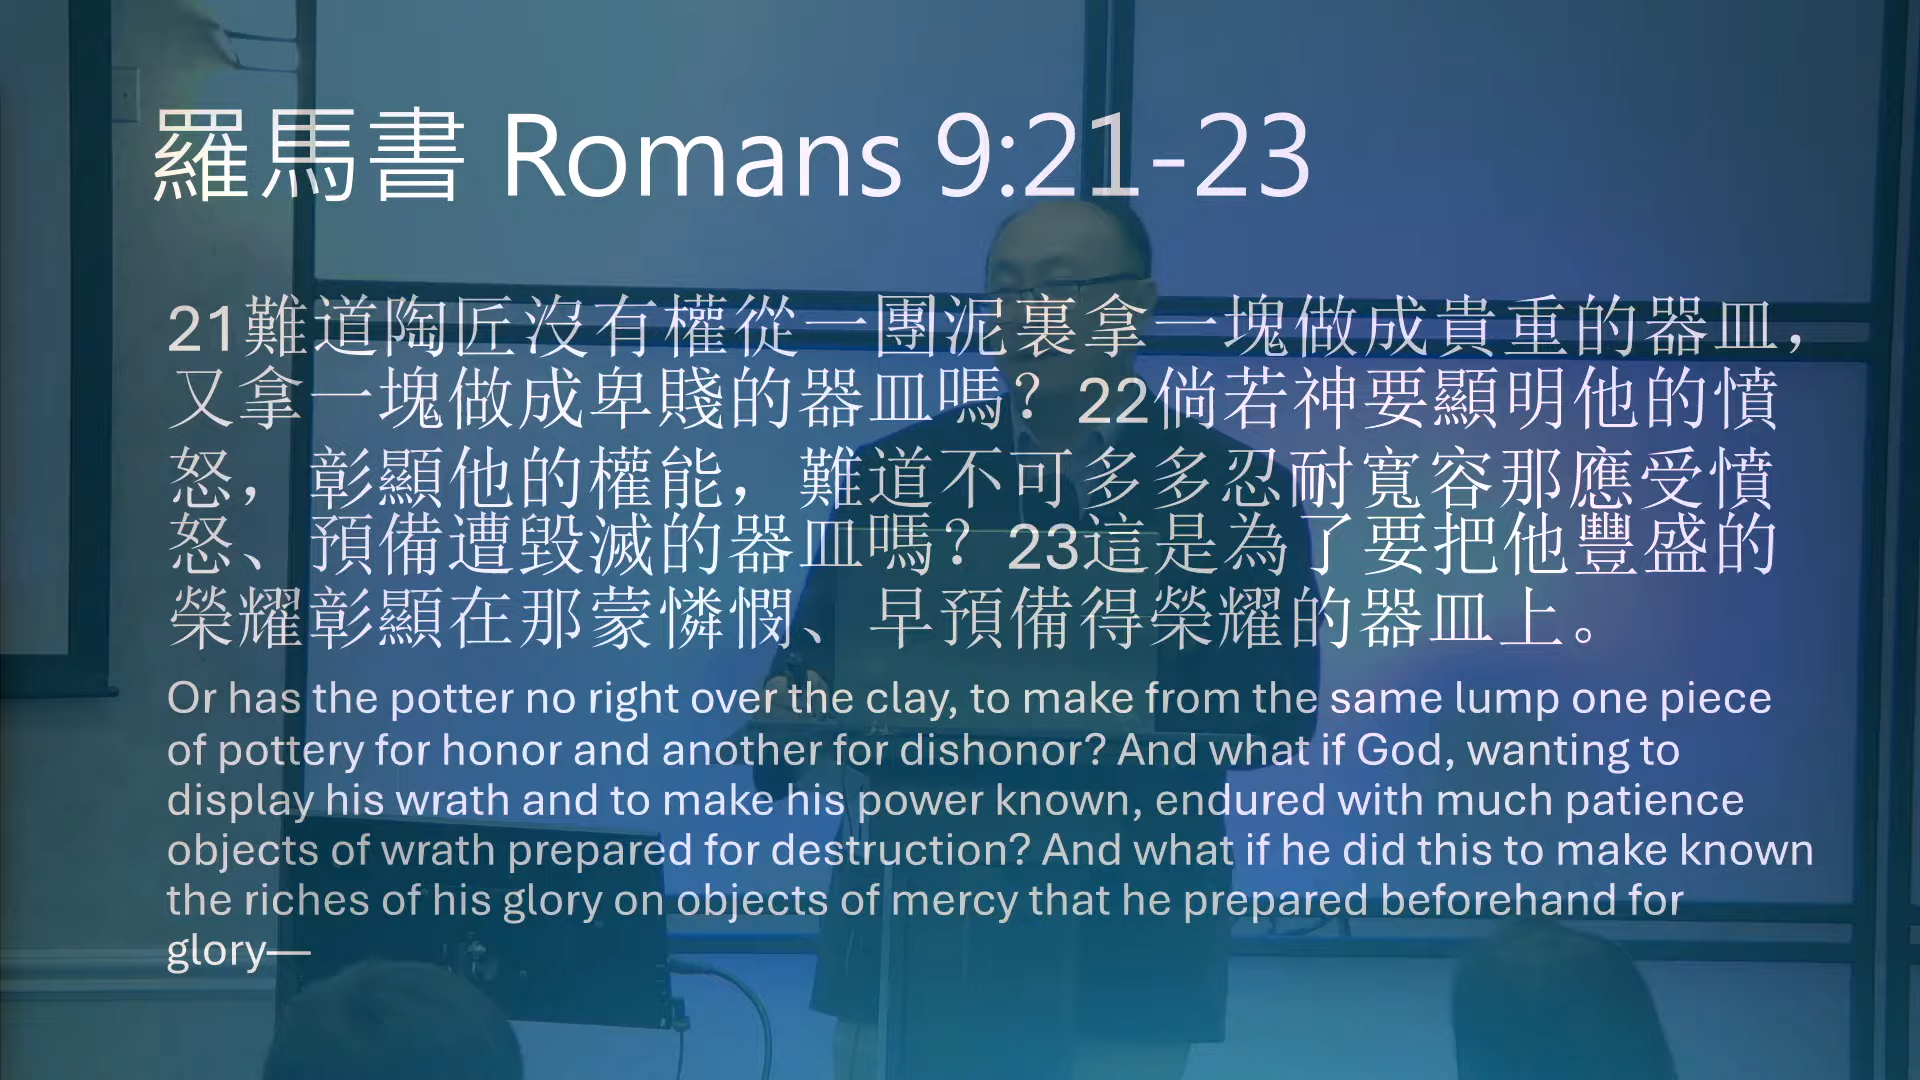 羅馬書 Romans 9:21-23
21難道陶匠沒有權從一團泥裏拿一塊做成貴重的器皿，
又拿一塊做成卑賤的器皿嗎？22倘若神要顯明他的憤
怒，彰顯他的權能，難道不可多多忍耐寬容那應受憤
怒、預備遭毀滅的器皿嗎？23這是為了要把他豐盛的
榮耀彰顯在那蒙憐憫、早預備得榮耀的器皿上。
Or has the potter no right over the clay, to make from the same lump one piece
of pottery for honor and another for dishonor? And what if God, wanting to
display his wrath and to make his power known, endured with much patience
objects of wrath prepared for destruction? And what if he did this to make known
the riches of his glory on objects of mercy that he prepared beforehand for
glory—